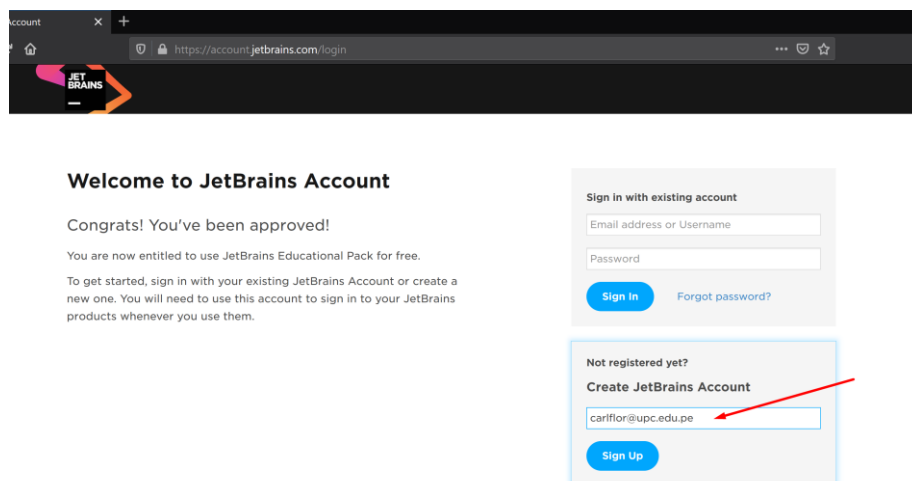 Account
https://account.jetbrains.com/login
JET
BRAINS
Welcome to JetBrains Account
Congrats! You've been approved!
You are now entitled to use JetBrains Educational Pack for free.
To get started, sign in with your existing JetBrains Account or create a
new one. You will need to use this account to sign in to your JetBrains
products whenever you use them.
Sign in with existing account
Email address or Username
Password
Sign In Forgot password?
Not registered yet?
Create JetBrains Account
carlflor@upc.edu.pe
Sign Up